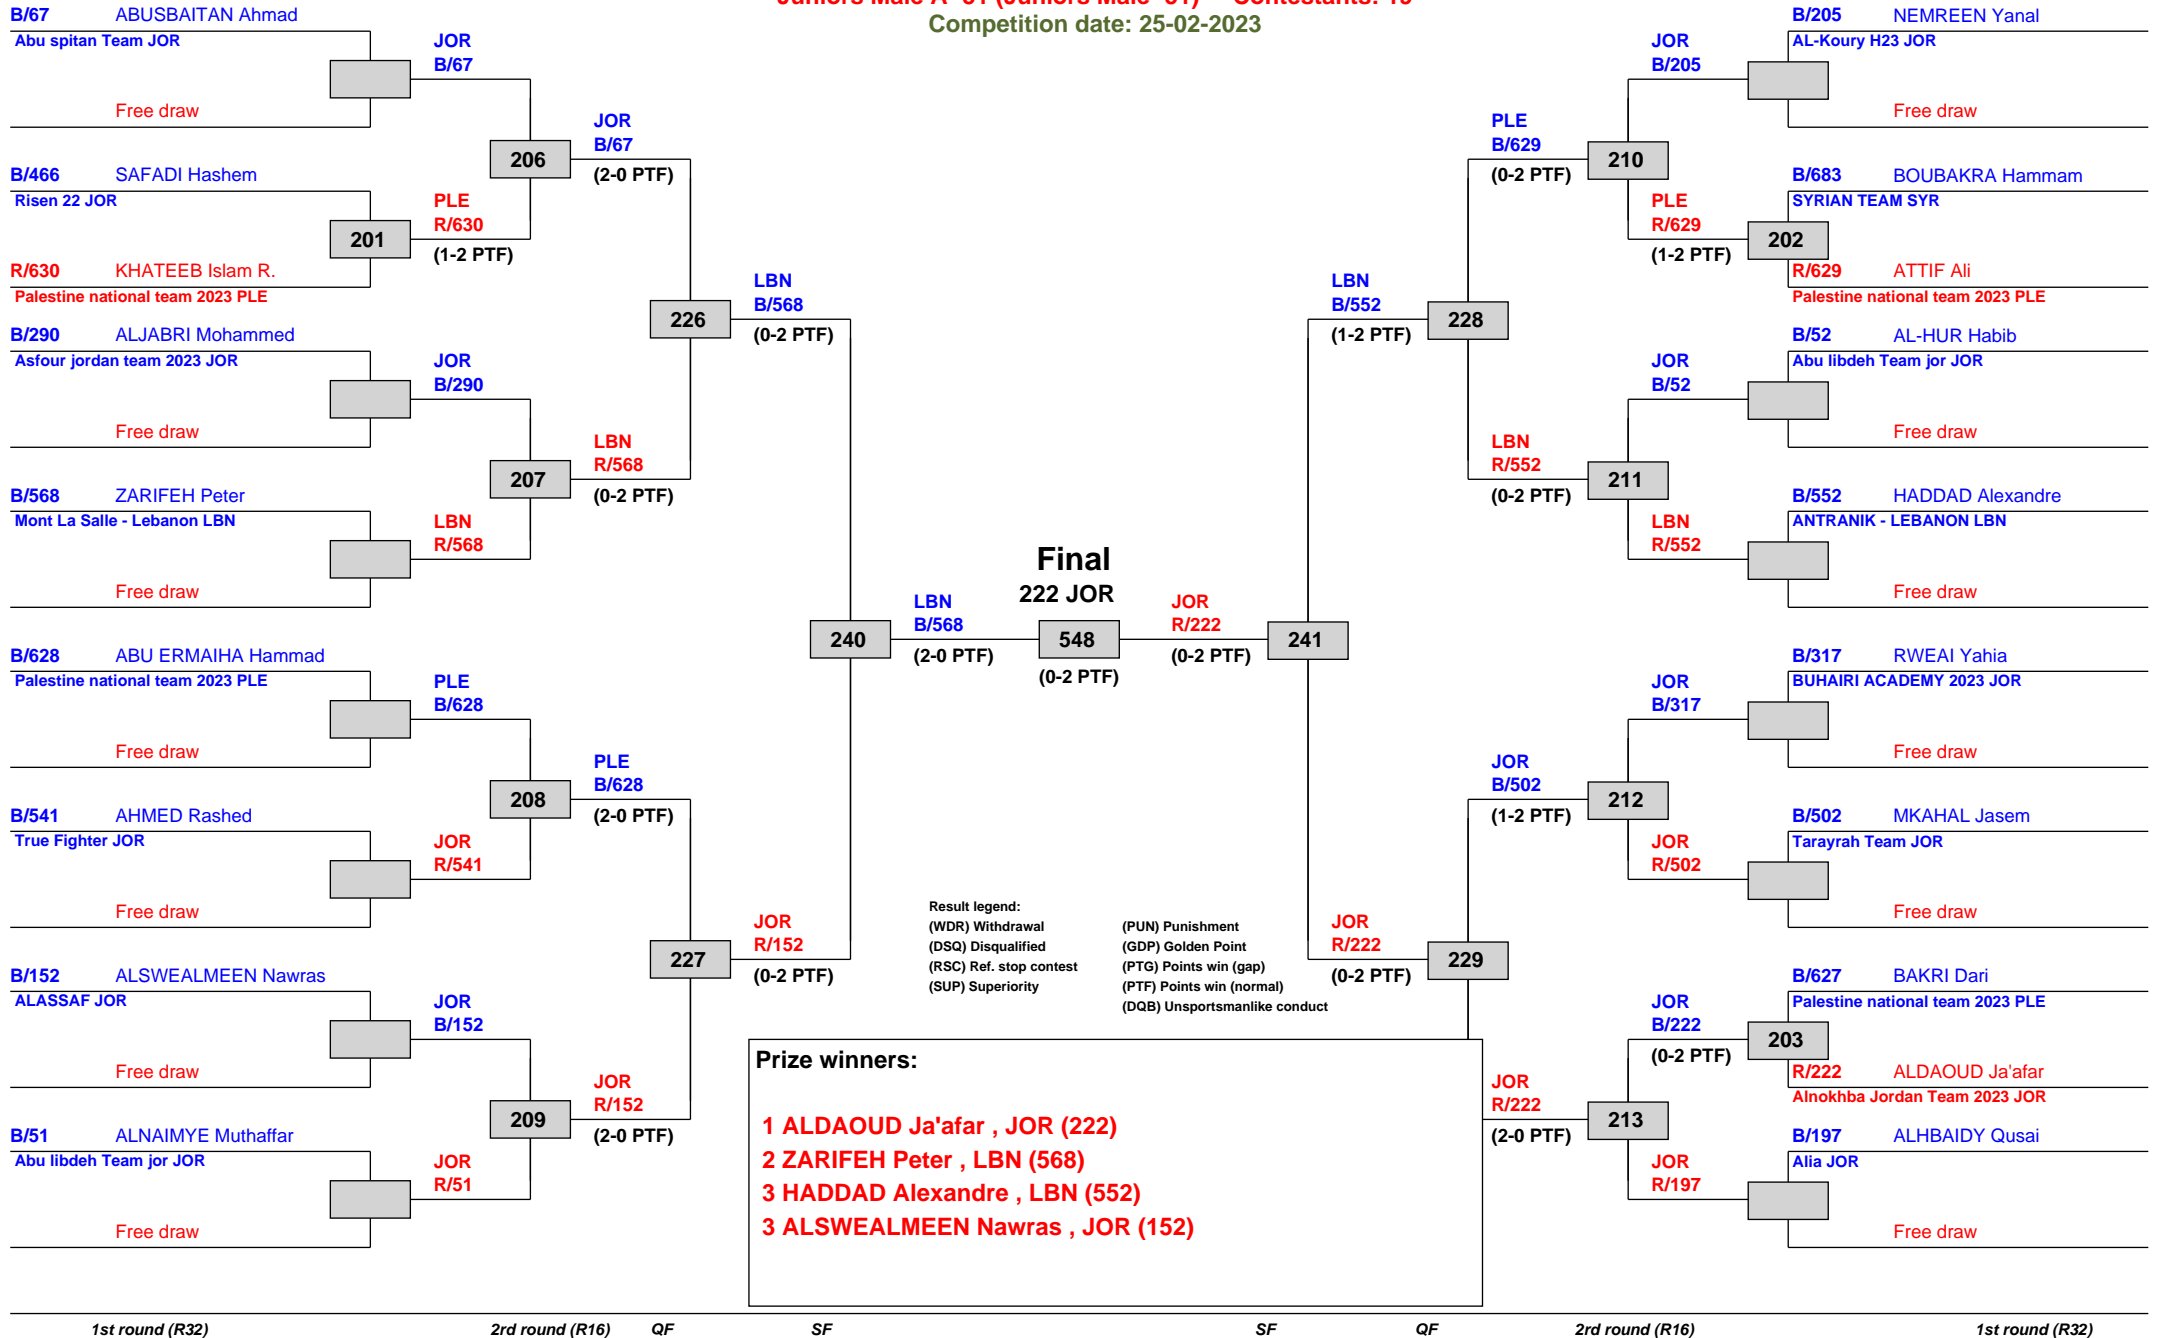 Competition date: 25-02-2023
B/67 ABUSBAITAN Ahmad
Abu spitan Team JOR
Free draw
B/466 SAFADI Hashem
Risen 22 JOR
R/630 KHATEEB Islam R.
Palestine national team 2023 PLE
B/290 ALJABRI Mohammed
Asfour jordan team 2023 JOR
Free draw
B/568 ZARIFEH Peter
Mont La Salle - Lebanon LBN
Free draw
B/628 ABU ERMAIHA Hammad
Palestine national team 2023 PLE
Free draw
B/541 AHMED Rashed
True Fighter JOR
Free draw
B/152 ALSWEALMEEN Nawras
ALASSAF JOR
Free draw
B/51 ALNAIMYE Muthaffar
Abu libdeh Team jor JOR
Free draw
201
JOR
B/67
PLE
R/630
(1-2 PTF)
JOR
B/290
LBN
R/568
PLE
B/628
JOR
R/541
JOR
B/152
JOR
R/51
206
207
208
209
JOR
B/67
(2-0 PTF)
LBN
R/568
(0-2 PTF)
PLE
B/628
(2-0 PTF)
JOR
R/152
(2-0 PTF)
226
227
LBN
B/568
(0-2 PTF)
JOR
R/152
(0-2 PTF)
240
LBN
B/568
(2-0 PTF)
Final
222 JOR
548
(0-2 PTF)
JOR
R/222
(0-2 PTF)
241
LBN
B/552
(1-2 PTF)
JOR
R/222
(0-2 PTF)
228
229
PLE
B/629
(0-2 PTF)
LBN
R/552
(0-2 PTF)
JOR
B/502
(1-2 PTF)
JOR
R/222
(2-0 PTF)
210
211
212
213
JOR
B/205
PLE
R/629
(1-2 PTF)
JOR
B/52
LBN
R/552
JOR
B/317
JOR
R/502
JOR
B/222
(0-2 PTF)
JOR
R/197
202
203
B/205 NEMREEN Yanal
AL-Koury H23 JOR
Free draw
B/683 BOUBAKRA Hammam
SYRIAN TEAM SYR
R/629 ATTIF Ali
Palestine national team 2023 PLE
B/52 AL-HUR Habib
Abu libdeh Team jor JOR
Free draw
B/552 HADDAD Alexandre
ANTRANIK - LEBANON LBN
Free draw
B/317 RWEAI Yahia
BUHAIRI ACADEMY 2023 JOR
Free draw
B/502 MKAHAL Jasem
Tarayrah Team JOR
Free draw
B/627 BAKRI Dari
Palestine national team 2023 PLE
R/222 ALDAOUD Ja'afar
Alnokhba Jordan Team 2023 JOR
B/197 ALHBAIDY Qusai
Alia JOR
Free draw
Result legend:
(WDR) Withdrawal (PUN) Punishment
(DSQ) Disqualified (GDP) Golden Point
(RSC) Ref. stop contest (PTG) Points win (gap)
(SUP) Superiority (PTF) Points win (normal)
(DQB) Unsportsmanlike conduct
Prize winners:
1 ALDAOUD Ja'afar , JOR (222)
2 ZARIFEH Peter , LBN (568)
3 HADDAD Alexandre , LBN (552)
3 ALSWEALMEEN Nawras , JOR (152)
1st round (R32) 2rd round (R16) QF SF SF QF 2rd round (R16) 1st round (R32)